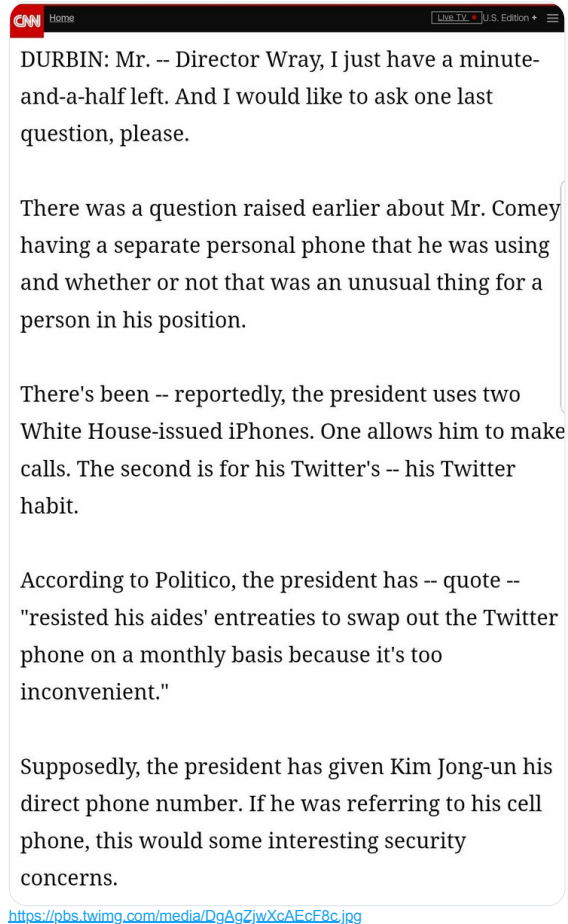 CNN Home Live TV U.S. Edition +
DURBIN: Mr. -- Director Wray, I just have a minute-
and-a-half left. And I would like to ask one last
question, please.
There was a question raised earlier about Mr. Comey
having a separate personal phone that he was using
and whether or not that was an unusual thing for a
person in his position.
There's been -- reportedly, the president uses two
White House-issued iPhones. One allows him to make
calls. The second is for his Twitter's -- his Twitter
habit.
According to Politico, the president has -- quote --
"resisted his aides' entreaties to swap out the Twitter
phone on a monthly basis because it's too
inconvenient."
Supposedly, the president has given Kim Jong-un his
direct phone number. If he was referring to his cell
phone, this would some interesting security
concerns.
https://pbs.twimg.com/media/DgAgZjwXcAEcF8c.jpg